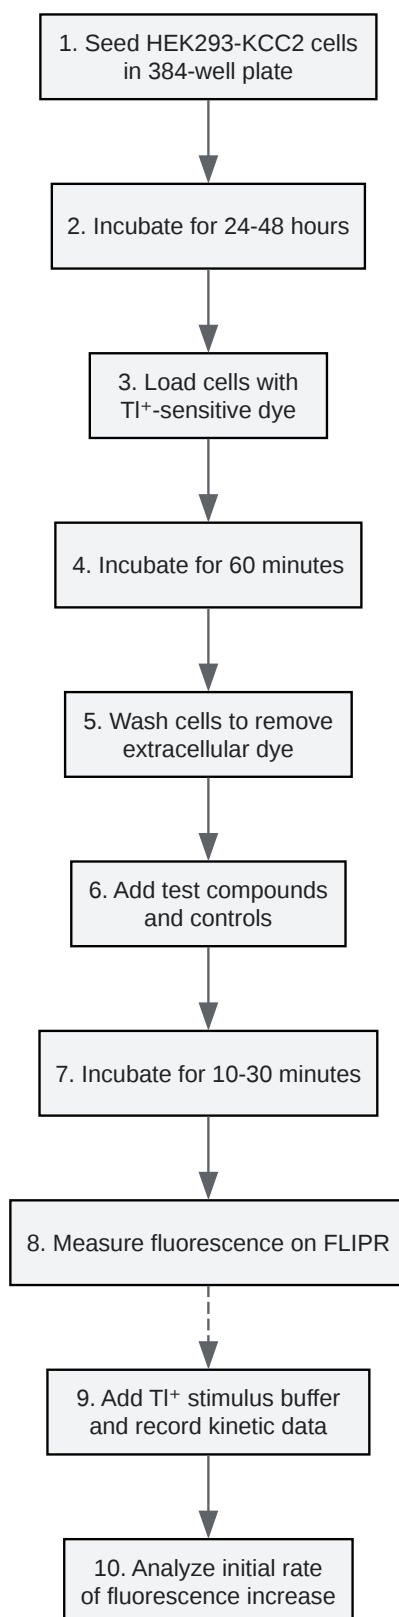 1. Seed HEK293-KCC2 cells
in 384-well plate
2. Incubate for 24-48 hours
3. Load cells with
Tl⁺-sensitive dye
4. Incubate for 60 minutes
5. Wash cells to remove
extracellular dye
6. Add test compounds
and controls
7. Incubate for 10-30 minutes
8. Measure fluorescence on FLIPR
9. Add Tl⁺ stimulus buffer
and record kinetic data
10. Analyze initial rate
of fluorescence increase